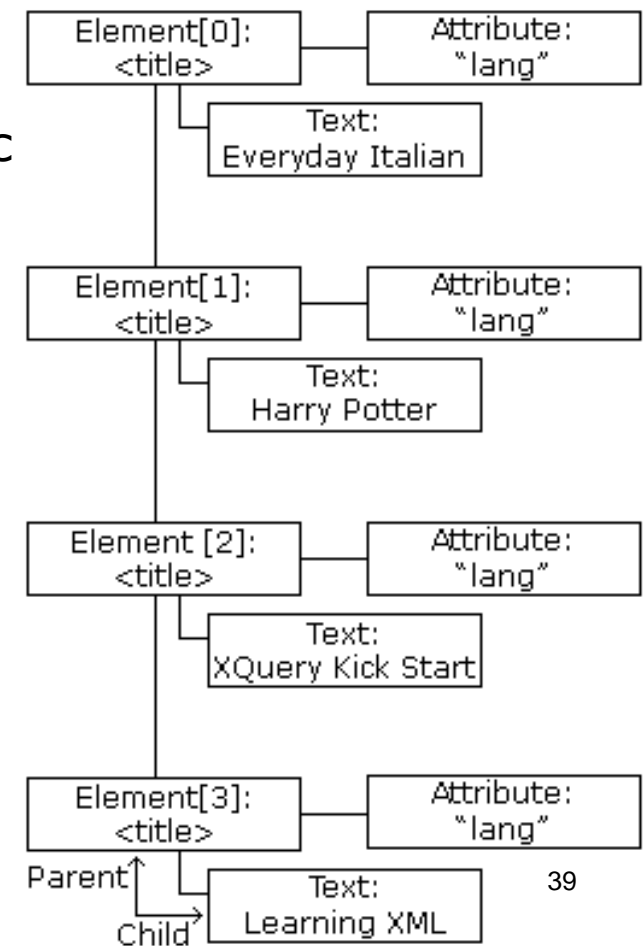 Element[0]:
<title>
Attribute:
"lang"
c
Text:
Everyday Italian
Element[1]:
<title>
Attribute:
"lang"
Text:
Harry Potter
Element [2]:
<title>
Attribute:
"lang"
Text:
XQuery Kick Start
Element[3]:
<title>
Attribute:
"lang"
Parent
Child
Text:
Learning XML
39